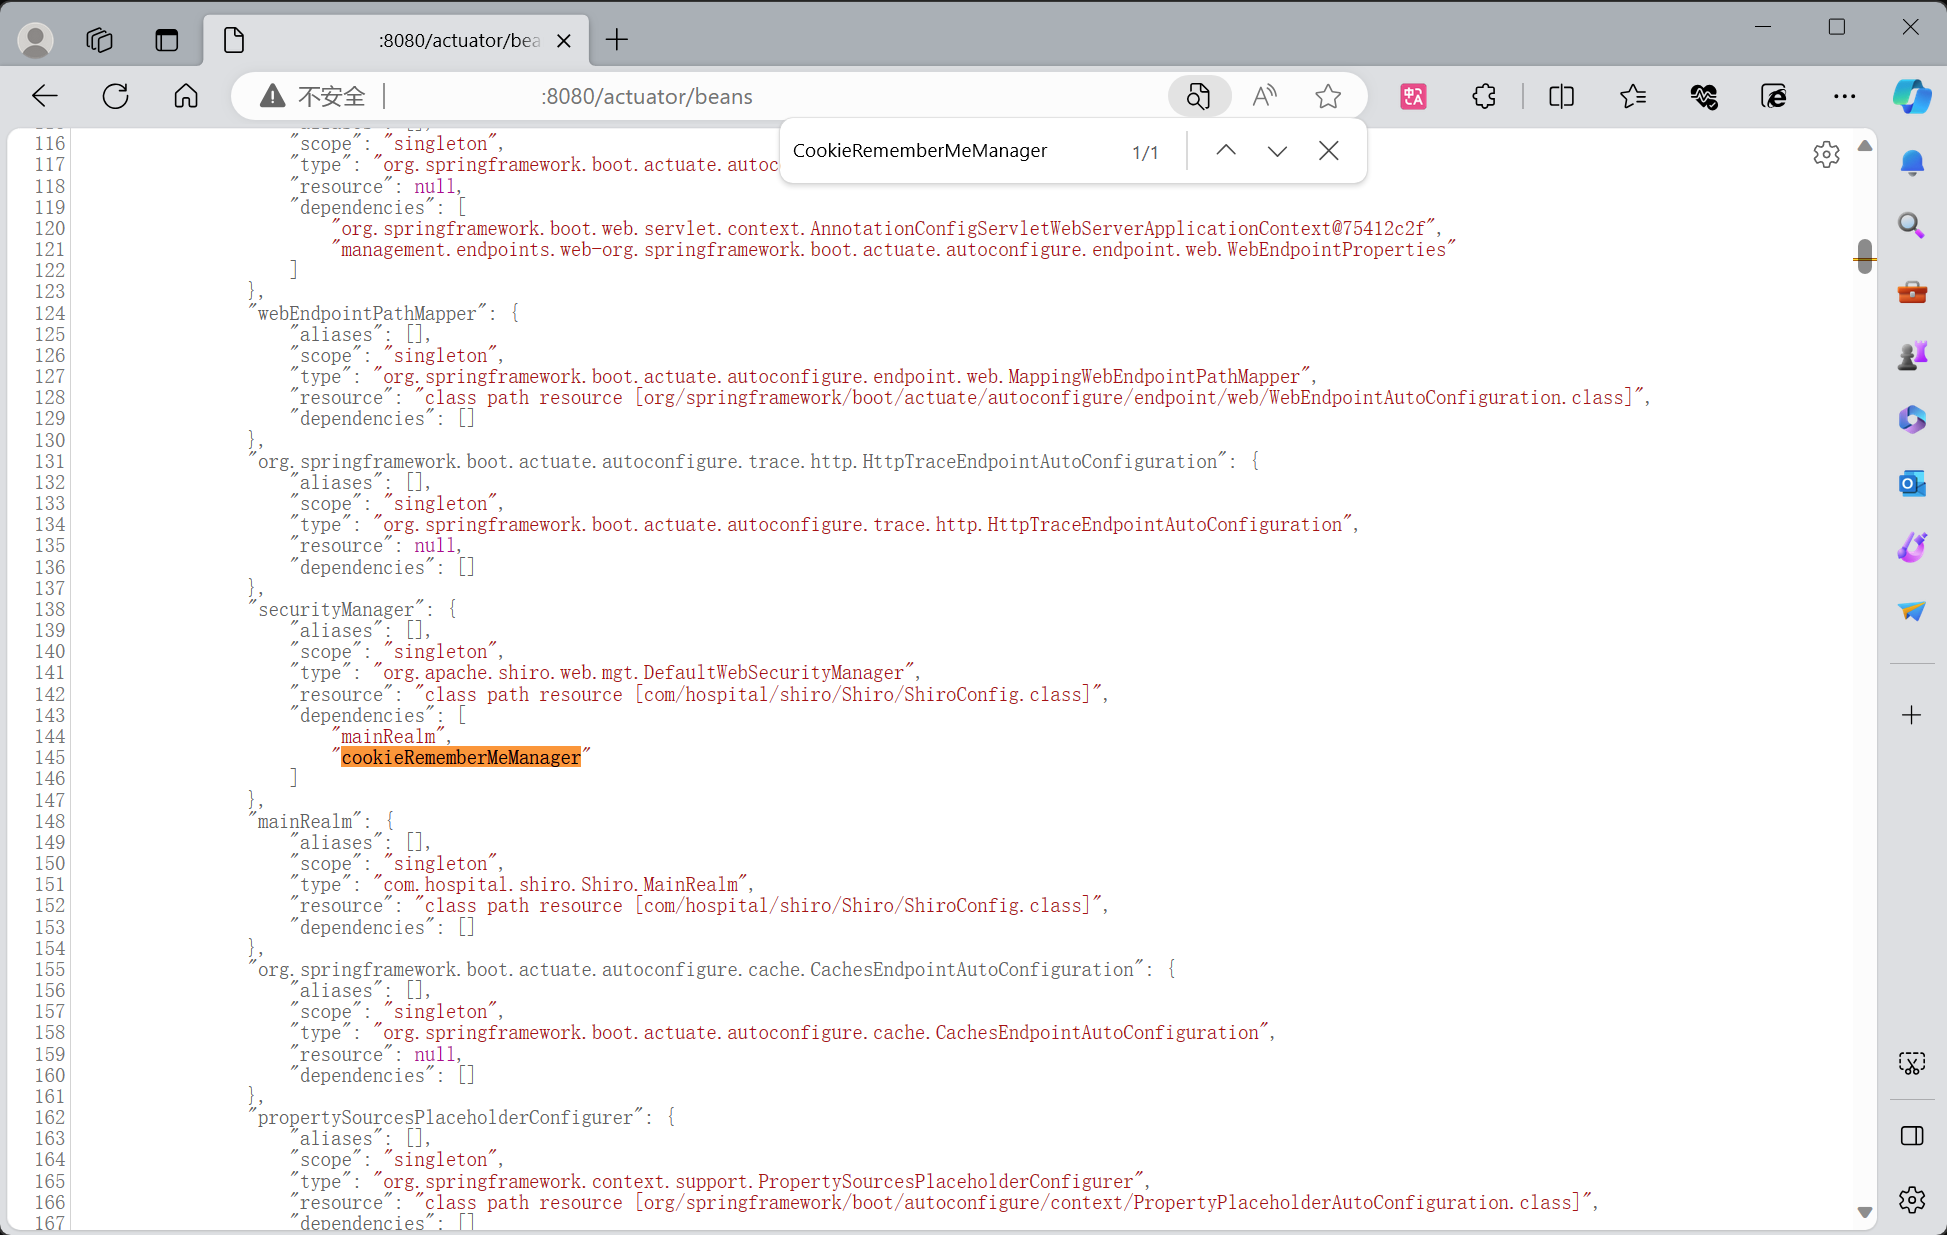 :8080/actuator/bea
不安全 :8080/actuator/beans
CookieRememberMeManager 1/1
116 "scope": "singleton",
117 "type": "org.springframework.boot.actuate.autoc
118 "resource": null,
119 "dependencies": [
120 "org.springframework.boot.web.servlet.context.AnnotationConfigServletWebServerApplicationContext@75412c2f",
121 "management.endpoints.web-org.springframework.boot.actuate.autoconfigure.endpoint.web.WebEndpointProperties"
122 ]
123 },
124 "webEndpointPathMapper": {
125 "aliases": [],
126 "scope": "singleton",
127 "type": "org.springframework.boot.actuate.autoconfigure.endpoint.web.MappingWebEndpointPathMapper",
128 "resource": "class path resource [org/springframework/boot/actuate/autoconfigure/endpoint/web/WebEndpointAutoConfiguration.class]",
129 "dependencies": []
130 },
131 "org.springframework.boot.actuate.autoconfigure.trace.http.HttpTraceEndpointAutoConfiguration": {
132 "aliases": [],
133 "scope": "singleton",
134 "type": "org.springframework.boot.actuate.autoconfigure.trace.http.HttpTraceEndpointAutoConfiguration",
135 "resource": null,
136 "dependencies": []
137 },
138 "securityManager": {
139 "aliases": [],
140 "scope": "singleton",
141 "type": "org.apache.shiro.web.mgt.DefaultWebSecurityManager",
142 "resource": "class path resource [com/hospital/shiro/Shiro/ShiroConfig.class]",
143 "dependencies": [
144 "mainRealm",
145 "cookieRememberMeManager"
146 ]
147 },
148 "mainRealm": {
149 "aliases": [],
150 "scope": "singleton",
151 "type": "com.hospital.shiro.Shiro.MainRealm",
152 "resource": "class path resource [com/hospital/shiro/Shiro/ShiroConfig.class]",
153 "dependencies": []
154 },
155 "org.springframework.boot.actuate.autoconfigure.cache.CachesEndpointAutoConfiguration": {
156 "aliases": [],
157 "scope": "singleton",
158 "type": "org.springframework.boot.actuate.autoconfigure.cache.CachesEndpointAutoConfiguration",
159 "resource": null,
160 "dependencies": []
161 },
162 "propertySourcesPlaceholderConfigurer": {
163 "aliases": [],
164 "scope": "singleton",
165 "type": "org.springframework.context.support.PropertySourcesPlaceholderConfigurer",
166 "resource": "class path resource [org/springframework/boot/autoconfigure/context/PropertyPlaceholderAutoConfiguration.class]",
167 "dependencies": []